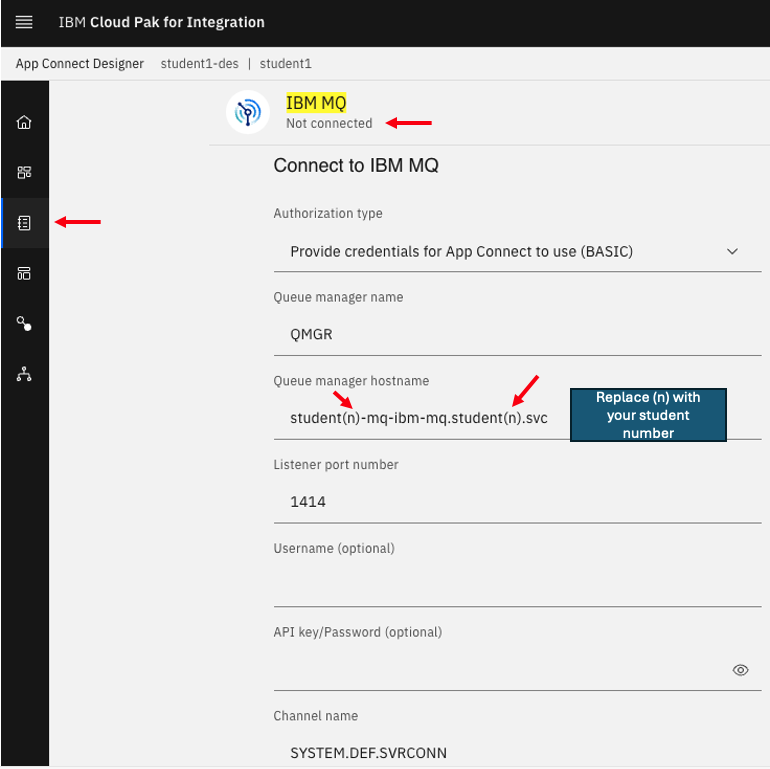 IBM Cloud Pak for Integration
App Connect Designer student1-des | student1
IBM MQ
Not connected
Connect to IBM MQ
Authorization type
Provide credentials for App Connect to use (BASIC)
Queue manager name
QMGR
Queue manager hostname
student(n)-mq-ibm-mq.student(n).svc
Replace (n) with
your student
number
Listener port number
1414
Username (optional)
API key/Password (optional)
Channel name
SYSTEM.DEF.SVRCONN